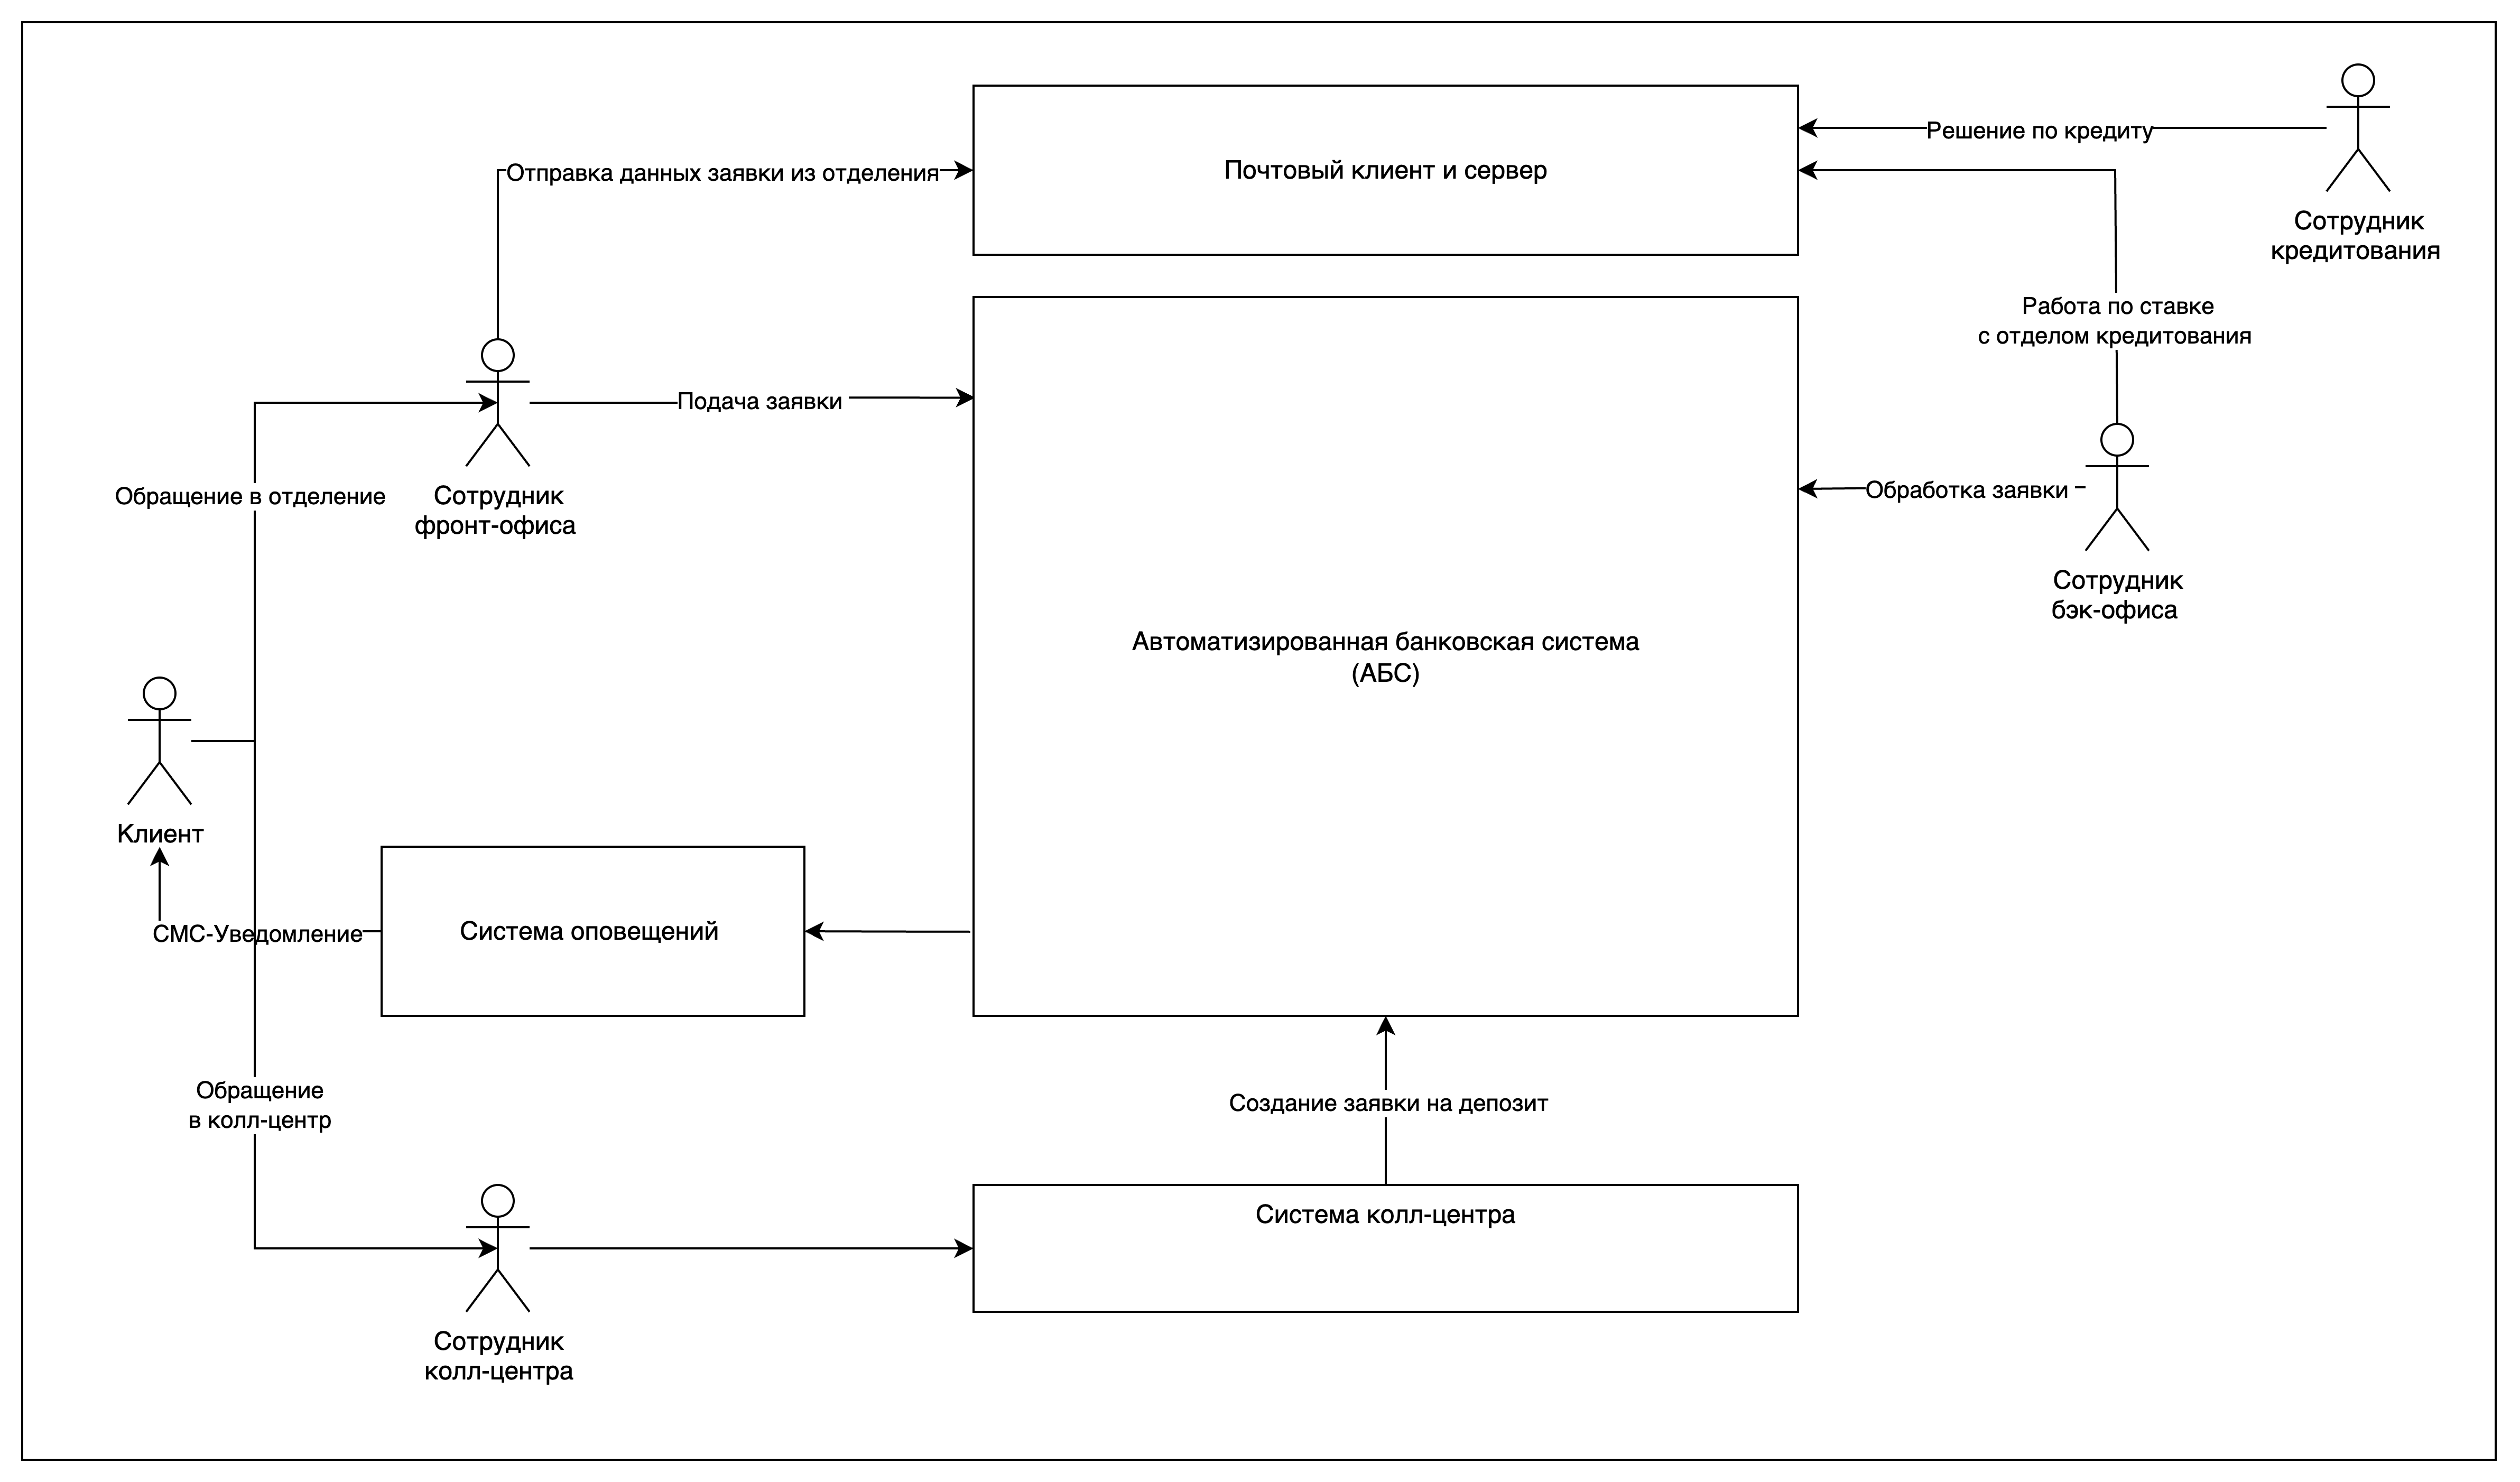 Решение по кредиту
Почтовый клиент и сервер
Отправка данных заявки из отделения
Сотрудник
кредитования
Работа по ставке
с отделом кредитования
Подача заявки
Обращение в отделение
Сотрудник
фронт-офиса
Обработка заявки
Сотрудник
бэк-офиса
Автоматизированная банковская система
(АБС)
Клиент
СМС-Уведомление
Система оповещений
Обращение
в колл-центр
Создание заявки на депозит
Система колл-центра
Сотрудник
колл-центра